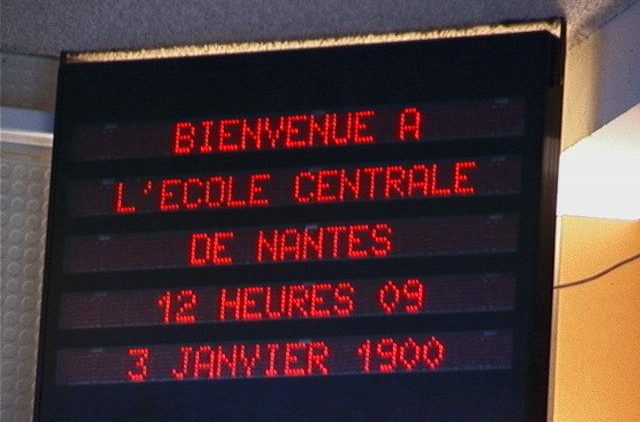 BIENVENUE A
L'ECOLE CENTRALE
DE NANTES
12 HEURES 09
3 JANVIER 1900